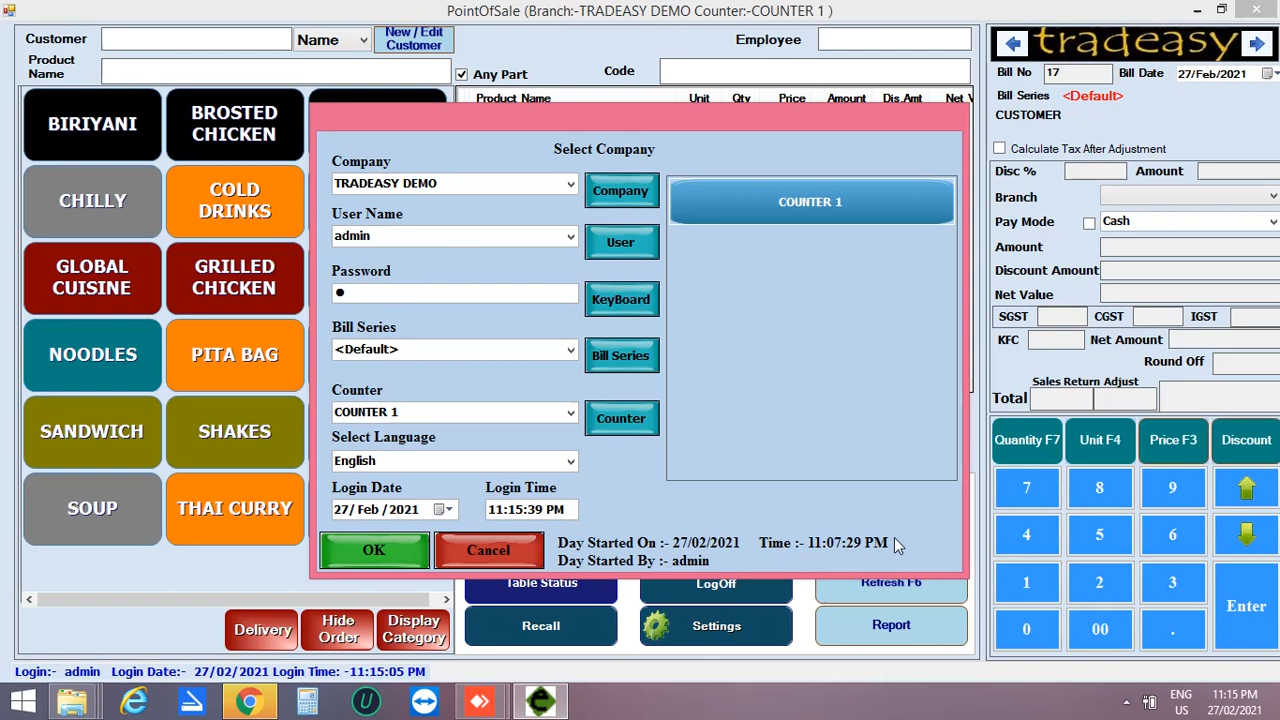 PointOfSale (Branch:-TRADEASY DEMO Counter:-COUNTER 1 )
Customer
Name
New / Edit
Customer
Employee
Product
Name
Any Part
Code
tradeasy
Bill No 17 Bill Date 27/Feb/2021
Bill Series <Default>
CUSTOMER
Calculate Tax After Adjustment
Disc % Amount
Branch
Pay Mode Cash
Amount
Discount Amount
Net Value
SGST CGST IGST
KFC Net Amount
Round Off
Sales Return Adjust
Total
Product Name Unit Qty Price Amount Dis.Amt Net V
BIRIYANI
BROSTED
CHICKEN
CHILLY
COLD
DRINKS
GLOBAL
CUISINE
GRILLED
CHICKEN
NOODLES
PITA BAG
SANDWICH
SHAKES
SOUP
THAI CURRY
Select Company
Company
TRADEASY DEMO
Company
User Name
admin
User
Password
KeyBoard
Bill Series
<Default>
Bill Series
Counter
COUNTER 1
Counter
Select Language
English
Login Date Login Time
27/ Feb /2021 11:15:39 PM
OK
Cancel
Day Started On :- 27/02/2021 Time :- 11:07:29 PM
Day Started By :- admin
COUNTER 1
Quantity F7 Unit F4 Price F3 Discount
7 8 9
4 5 6
1 2 3
Enter
0 00 .
Table Status LogOff Refresh F6
Recall Settings Report
Delivery
Hide
Order
Display
Category
Login:- admin Login Date:- 27/02/2021 Login Time: -11:15:05 PM
ENG 11:15 PM
US 27/02/2021